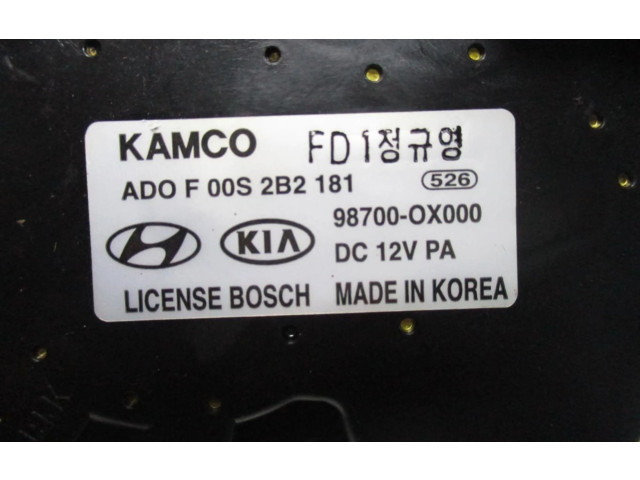 KAMCO FD1정규영
ADO F 00S 2B2 181 526
KIA 98700-OX000
DC 12V PA
LICENSE BOSCH MADE IN KOREA